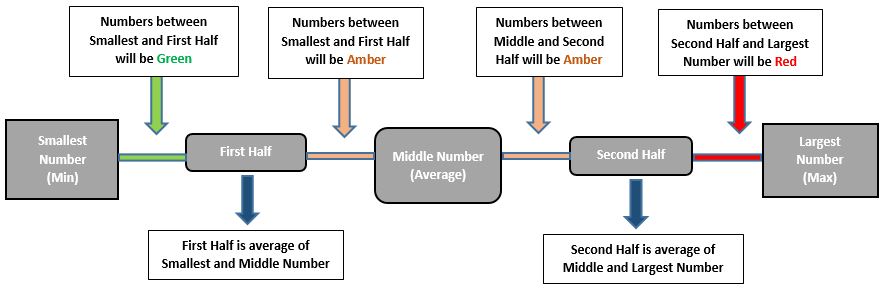 Numbers between
Smallest and First Half
will be Green
Numbers between
Smallest and First Half
will be Amber
Numbers between
Middle and Second
Half will be Amber
Numbers between
Second Half and Largest
Number will be Red
Smallest
Number
(Min)
First Half
Middle Number
(Average)
Second Half
Largest
Number
(Max)
First Half is average of
Smallest and Middle Number
Second Half is average of
Middle and Largest Number